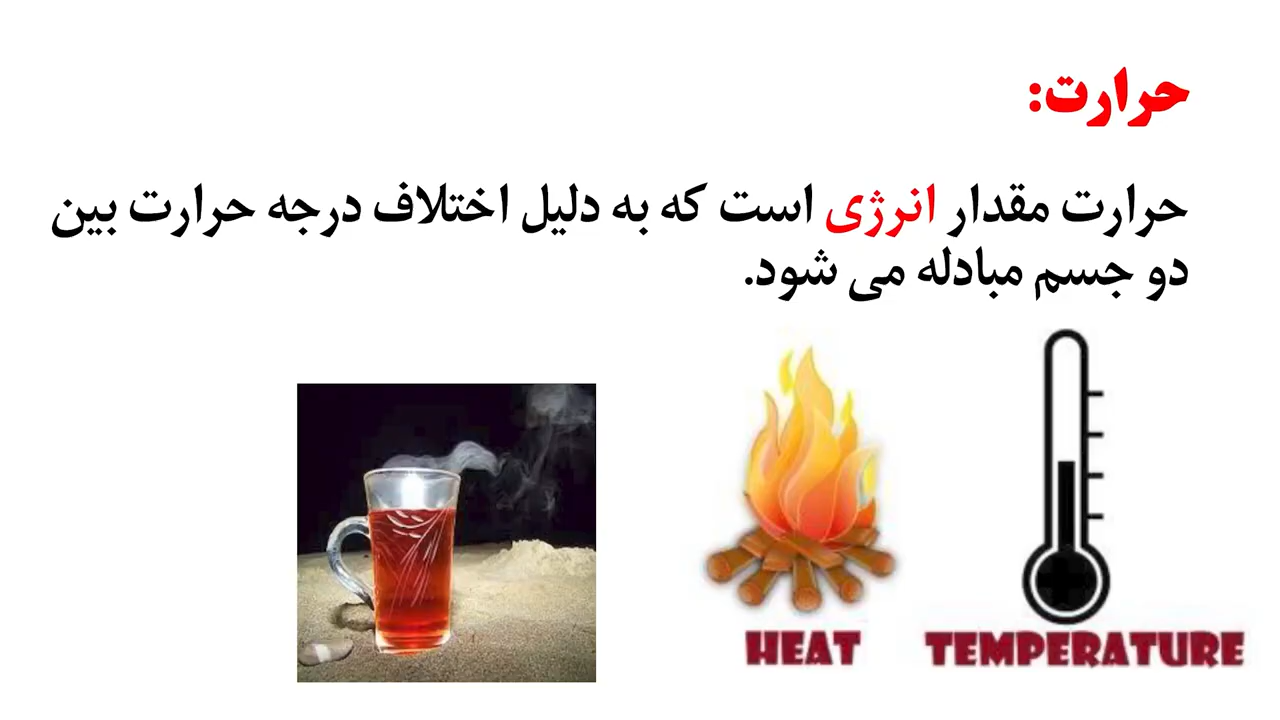 حرارت:
حرارت مقدار انرژی است که به دلیل اختلاف درجه حرارت بین
دو جسم مبادله می شود.
HEAT
TEMPERATURE